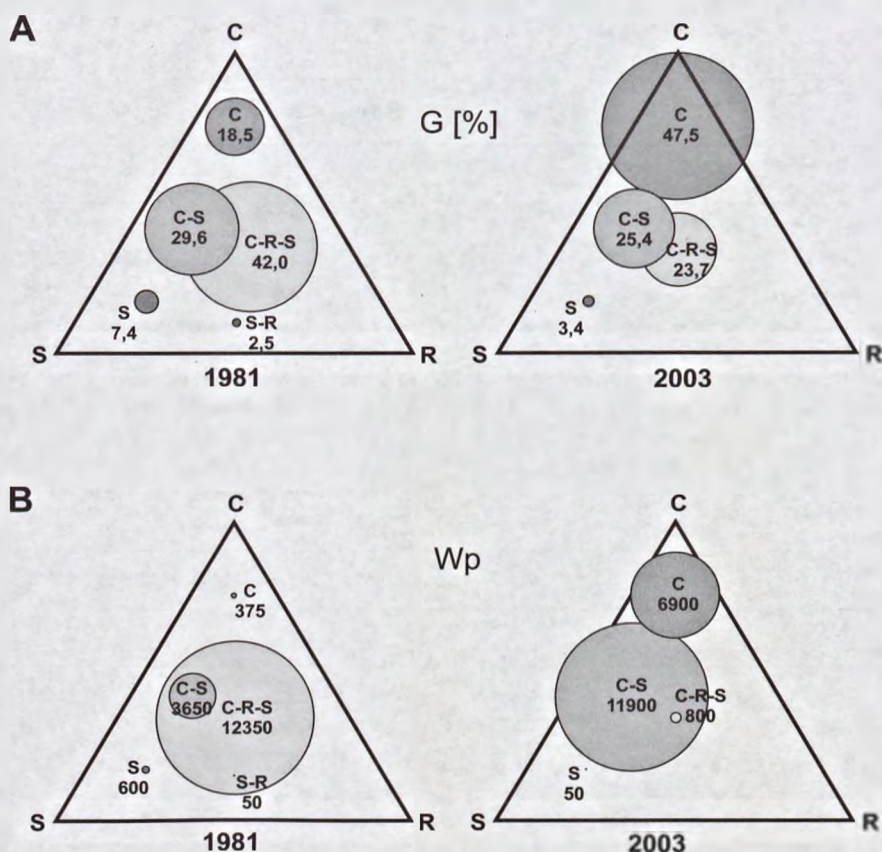 A
C
C
18,5
C-S
29,6
C-R-S
42,0
S
7,4
S-R
2,5
S
R
1981
G [%]
C
C
47,5
C-S
25,4
C-R-S
23,7
S
3,4
S
R
2003
B
C
C
375
C-S
3650
C-R-S
12350
S
600
S-R
50
S
R
1981
Wp
C
C
6900
C-S
11900
C-R-S
800
S
50
S
R
2003